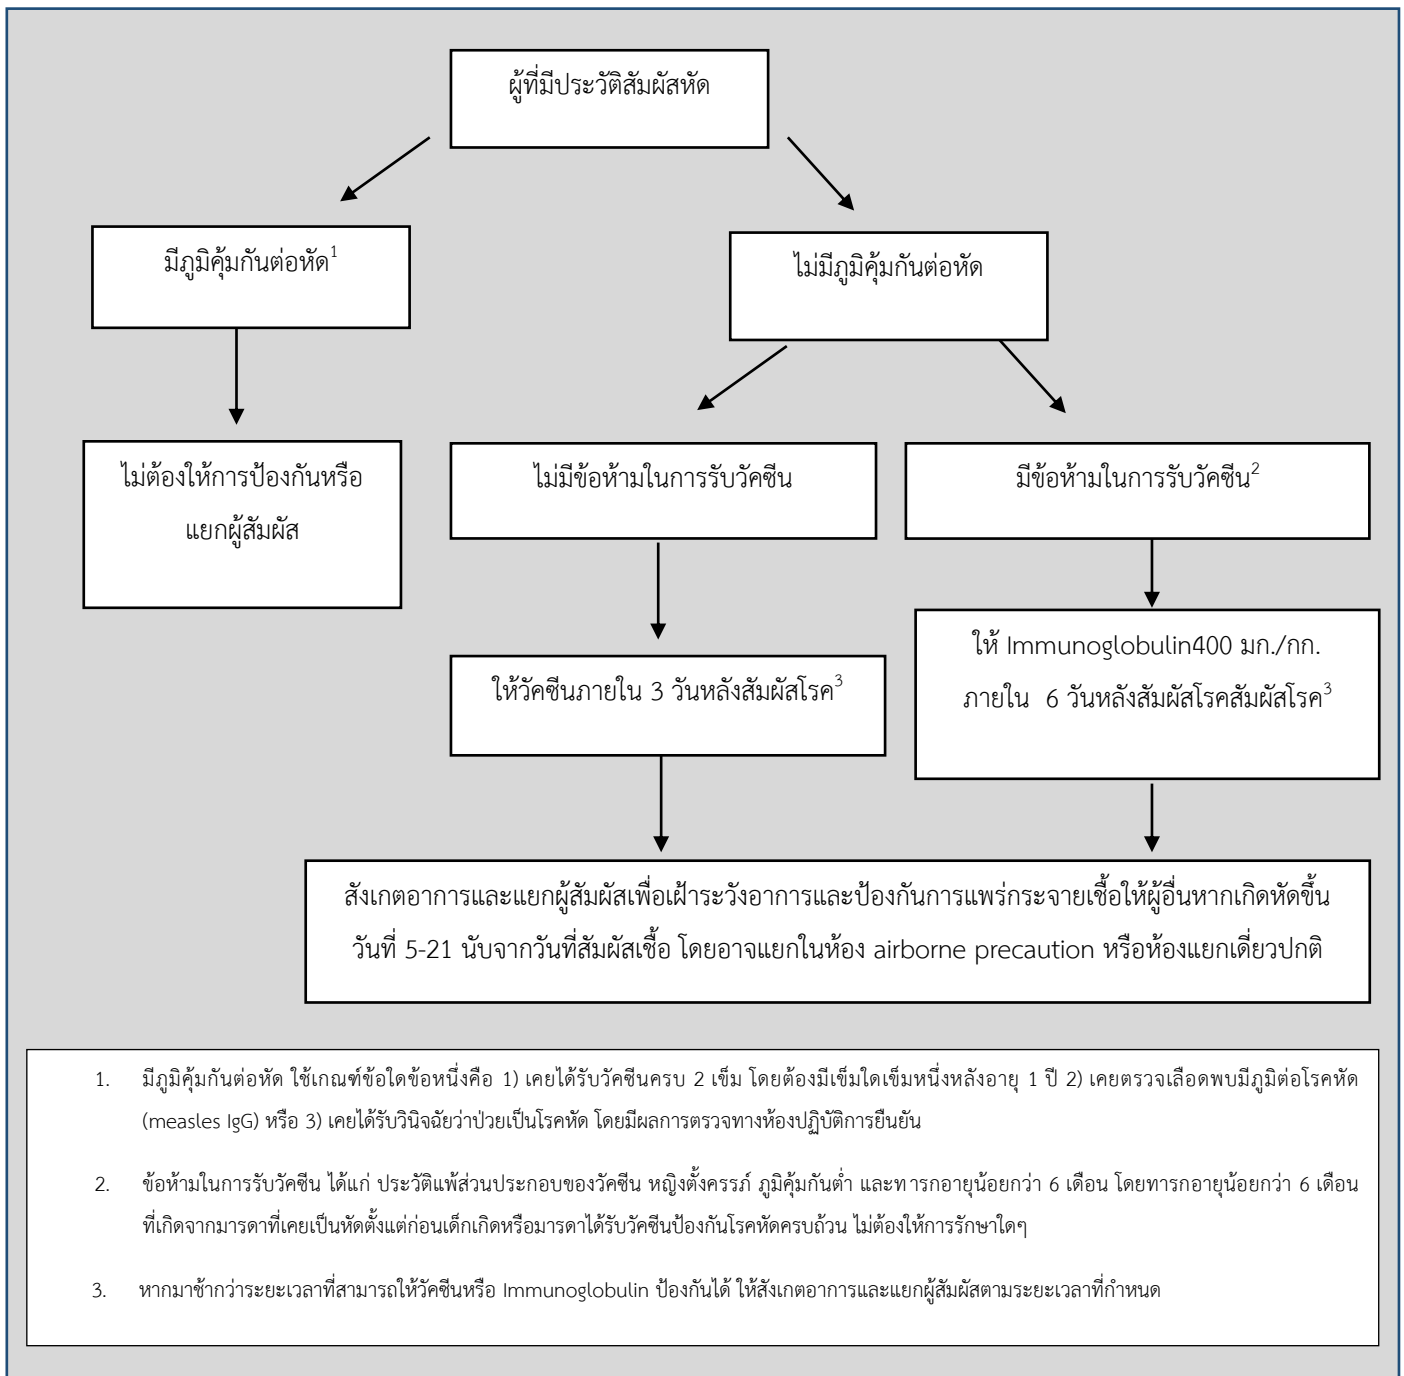 ผู้ที่มีประวัติสัมผัสหัด
มีภูมิคุ้มกันต่อหัด1
ไม่มีภูมิคุ้มกันต่อหัด
ไม่ต้องให้การป้องกันหรือ
แยกผู้สัมผัส
ไม่มีข้อห้ามในการรับวัคซีน
มีข้อห้ามในการรับวัคซีน2
ให้วัคซีนภายใน 3 วันหลังสัมผัสโรค3
ให้ Immunoglobulin400 มก./กก.
ภายใน 6 วันหลังสัมผัสโรคสัมผัสโรค3
สังเกตอาการและแยกผู้สัมผัสเพื่อเฝ้าระวังอาการและป้องกันการแพร่กระจายเชื้อให้ผู้อื่นหากเกิดหัดขึ้น
วันที่ 5-21 นับจากวันที่สัมผัสเชื้อ โดยอาจแยกในห้อง airborne precaution หรือห้องแยกเดี่ยวปกติ
1. มีภูมิคุ้มกันต่อหัด ใช้เกณฑ์ข้อใดข้อหนึ่งคือ 1) เคยได้รับวัคซีนครบ 2 เข็ม โดยต้องมีเข็มใดเข็มหนึ่งหลังอายุ 1 ปี 2) เคยตรวจเลือดพบมีภูมิต่อโรคหัด
(measles IgG) หรือ 3) เคยได้รับวินิจฉัยว่าป่วยเป็นโรคหัด โดยมีผลการตรวจทางห้องปฏิบัติการยืนยัน
2. ข้อห้ามในการรับวัคซีน ได้แก่ ประวัติแพ้ส่วนประกอบของวัคซีน หญิงตั้งครรภ์ ภูมิคุ้มกันต่ำ และทารกอายุน้อยกว่า 6 เดือน โดยทารกอายุน้อยกว่า 6 เดือน
ที่เกิดจากมารดาที่เคยเป็นหัดตั้งแต่ก่อนเด็กเกิดหรือมารดาได้รับวัคซีนป้องกันโรคหัดครบถ้วน ไม่ต้องให้การรักษาใดๆ
3. หากมาช้ากว่าระยะเวลาที่สามารถให้วัคซีนหรือ Immunoglobulin ป้องกันได้ ให้สังเกตอาการและแยกผู้สัมผัสตามระยะเวลาที่กำหนด